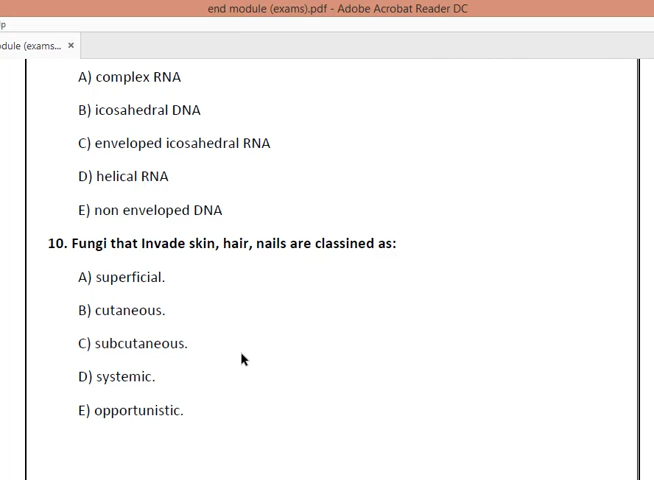 end module (exams).pdf - Adobe Acrobat Reader DC
lp
odule (exams... ×
A) complex RNA
B) icosahedral DNA
C) enveloped icosahedral RNA
D) helical RNA
E) non enveloped DNA
10. Fungi that Invade skin, hair, nails are classined as:
A) superficial.
B) cutaneous.
C) subcutaneous.
D) systemic.
E) opportunistic.